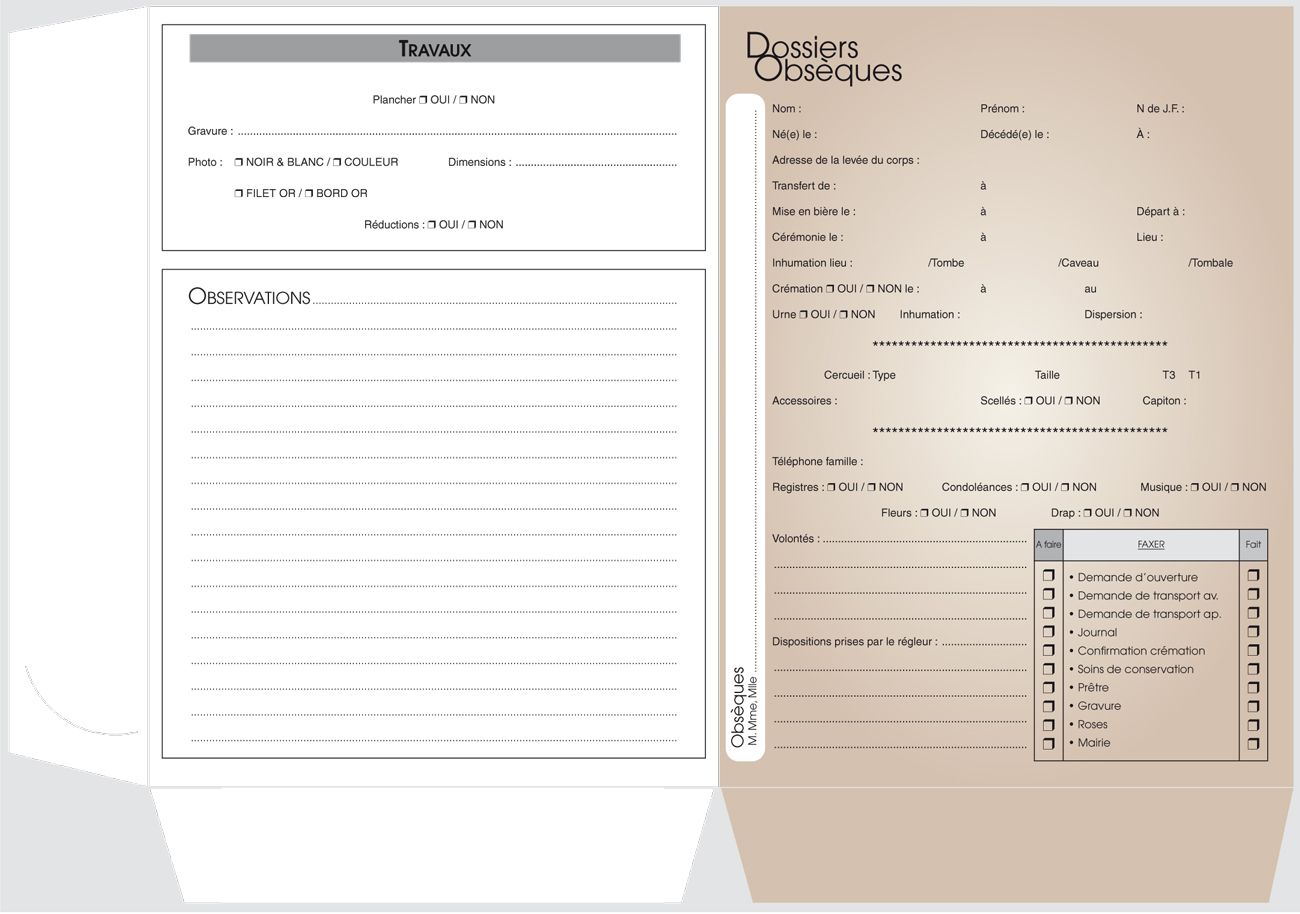 TRAVAUX
Plancher ❒ OUI / ❒ NON
Gravure : ..........................................................................
Photo : ❒ NOIR & BLANC / ❒ COULEUR Dimensions : ..........................................
❒ FILET OR / ❒ BORD OR
Réductions : ❒ OUI / ❒ NON
OBSERVATIONS..........................................................................
Dossiers
Obsèques
Nom : Prénom : N de J.F. :
Né(e) le : Décédé(e) le : À :
Adresse de la levée du corps :
Transfert de : à
Mise en bière le : à Départ à :
Cérémonie le : à Lieu :
Inhumation lieu : /Tombe /Caveau /Tombale
Crémation ❒ OUI / ❒ NON le : à au
Urne ❒ OUI / ❒ NON Inhumation : Dispersion :
**********************************************
Cercueil : Type Taille T3 T1
Accessoires : Scellés : ❒ OUI / ❒ NON Capiton :
**********************************************
Téléphone famille :
Registres : ❒ OUI / ❒ NON Condoléances : ❒ OUI / ❒ NON Musique : ❒ OUI / ❒ NON
Fleurs : ❒ OUI / ❒ NON Drap : ❒ OUI / ❒ NON
Volontés : ..........................................................
Dispositions prises par le régleur : ..........................
A faire FAXER Fait
❒ • Demande d'ouverture ❒
❒ • Demande de transport av. ❒
❒ • Demande de transport ap. ❒
❒ • Journal ❒
❒ • Confirmation crémation ❒
❒ • Soins de conservation ❒
❒ • Prêtre ❒
❒ • Gravure ❒
❒ • Roses ❒
❒ • Mairie ❒
Obsèques
M. Mme, Mlle ..........................................................................